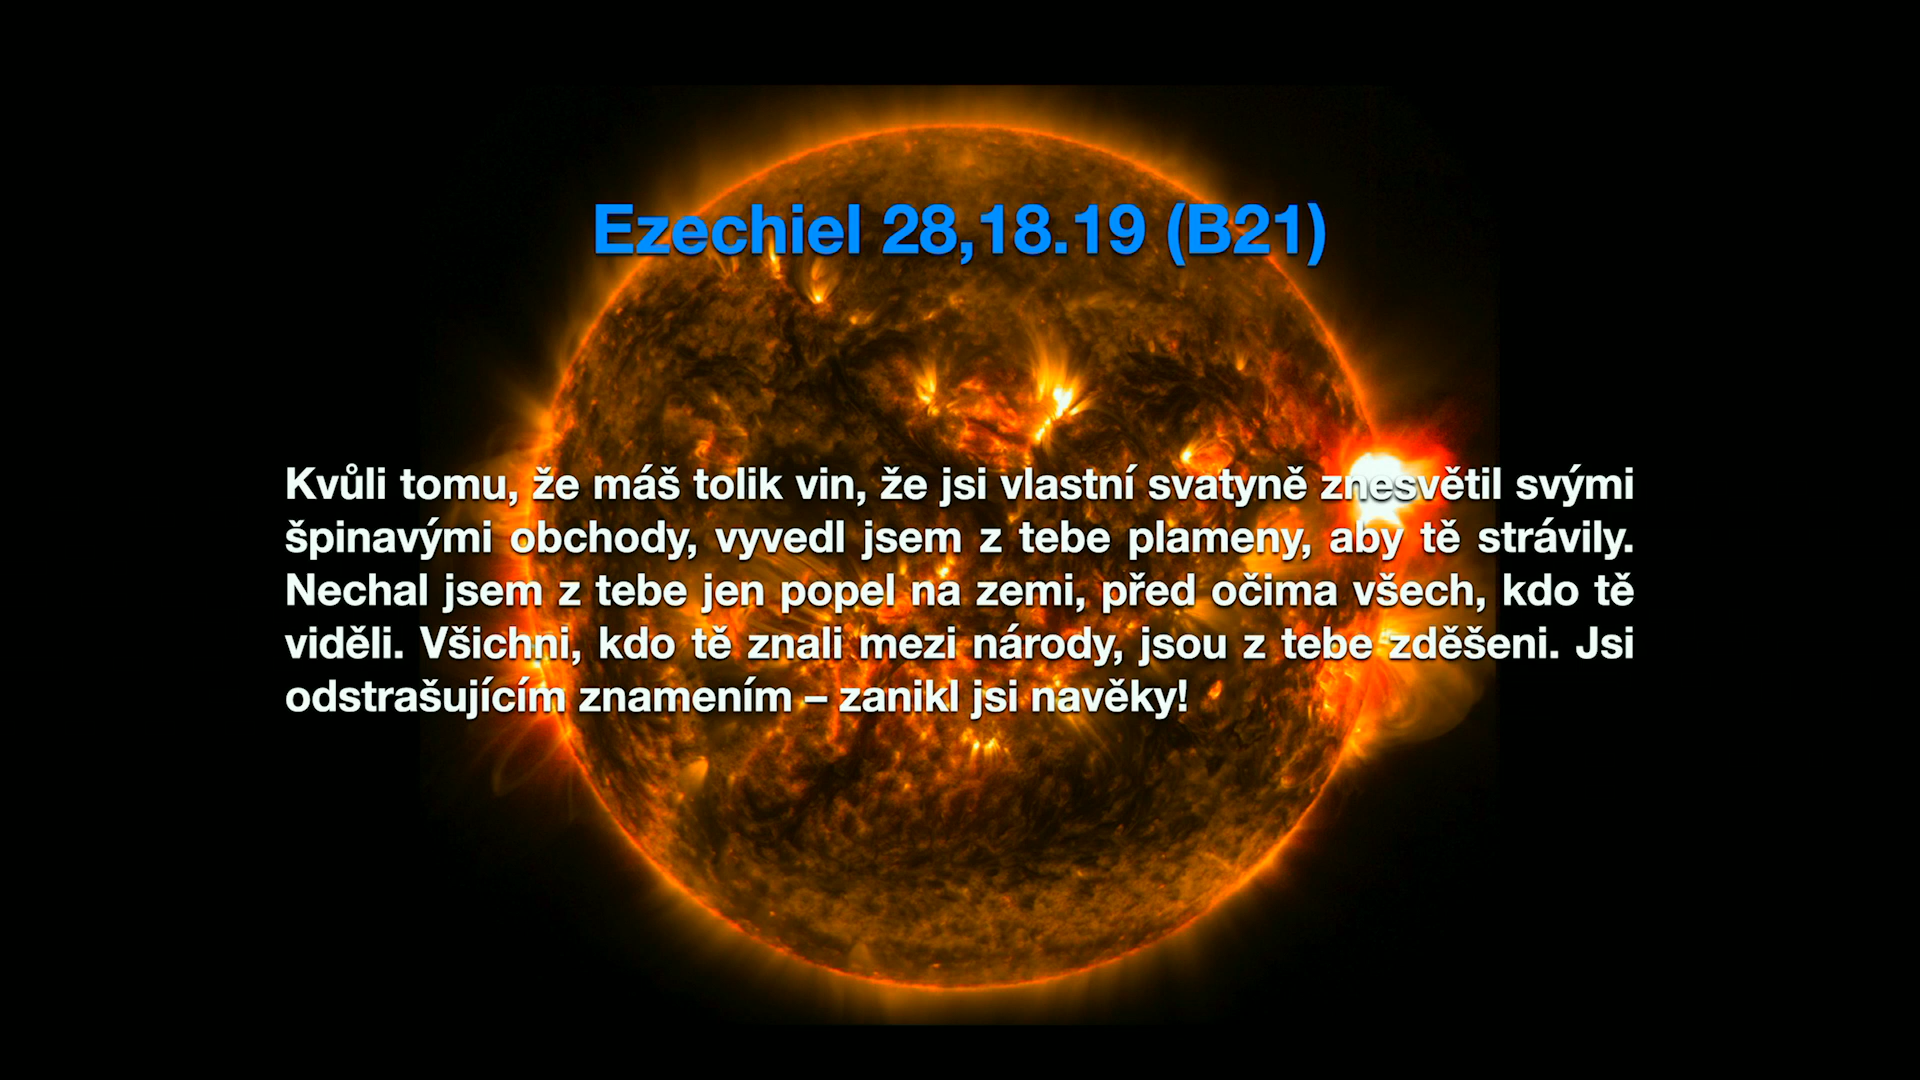 Ezechiel 28,18.19 (B21)
Kvůli tomu, že máš tolik vin, že jsi vlastní svatyně znesvětil svými
špinavými obchody, vyvedl jsem z tebe plameny, aby tě strávily.
Nechal jsem z tebe jen popel na zemi, před očima všech, kdo tě
viděli. Všichni, kdo tě znali mezi národy, jsou z tebe zděšeni. Jsi
odstrašujícím znamením – zanikl jsi navěky!